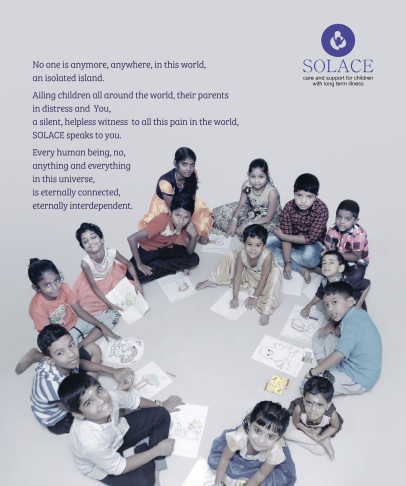 SOLACE
care and support for children
with long term illness
No one is anymore, anywhere, in this world,
an isolated island.
Ailing children all around the world, their parents
in distress and You,
a silent, helpless witness to all this pain in the world,
SOLACE speaks to you.
Every human being, no,
anything and everything
in this universe,
is eternally connected,
eternally interdependent.